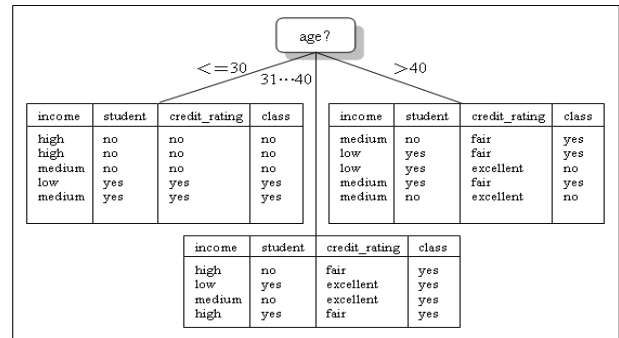 age?
<=30
31...40
>40
income student credit_rating class
high no no no
high no no no
medium no no no
low yes yes yes
medium yes yes yes
income student credit_rating class
medium no fair yes
low yes fair yes
low yes excellent no
medium yes fair yes
medium no excellent no
income student credit_rating class
high no fair yes
low yes excellent yes
medium no excellent yes
high yes fair yes